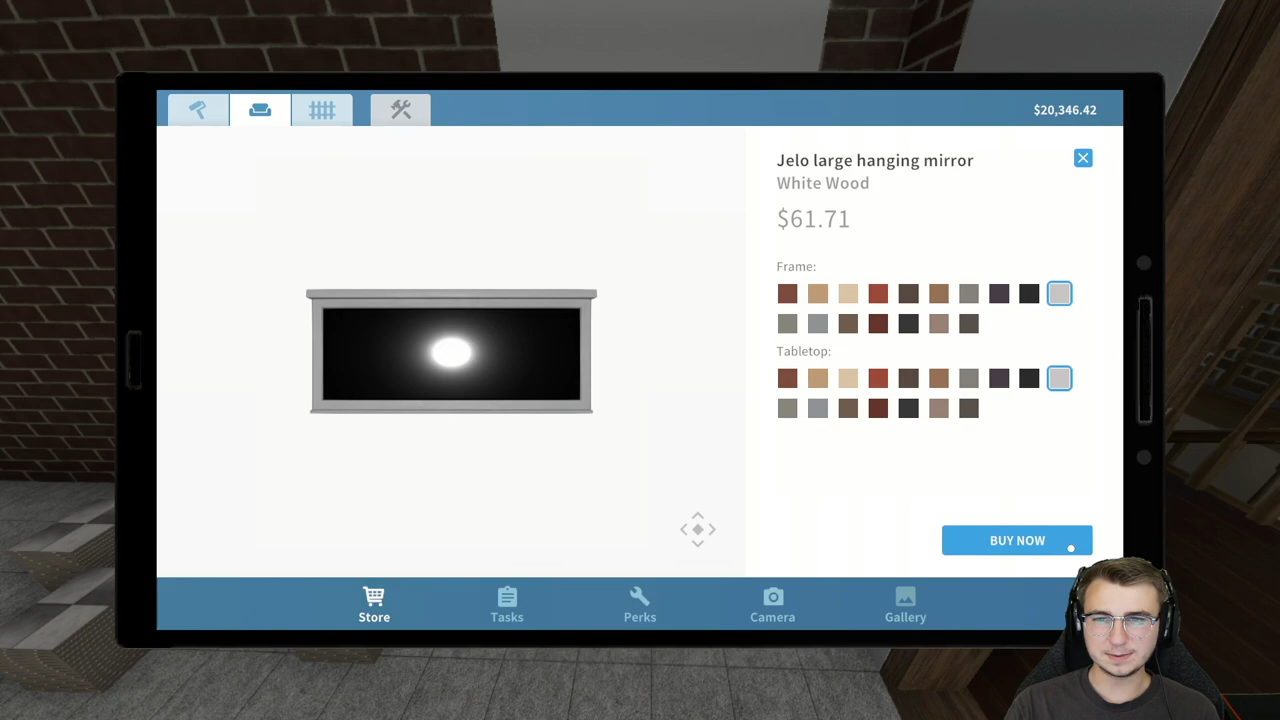 $20,346.42
Jelo large hanging mirror
White Wood
$61.71
Frame:
Tabletop:
BUY NOW
Store
Tasks
Perks
Camera
Gallery